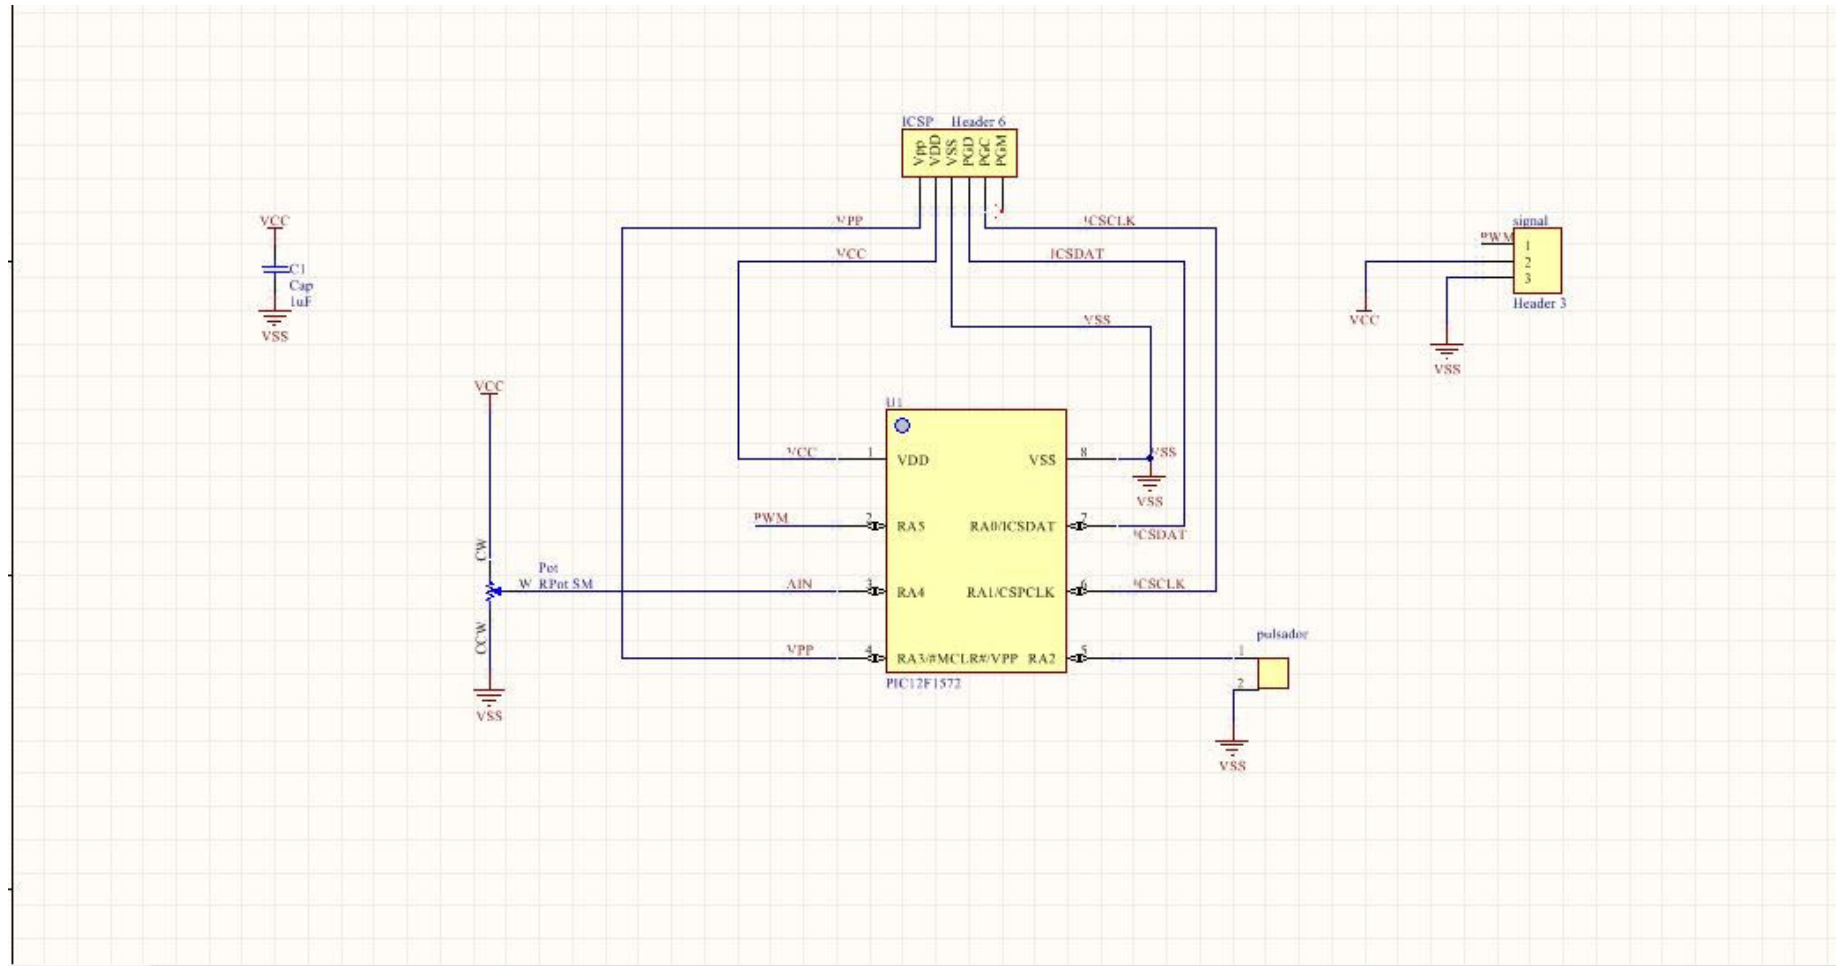 ICSP Header 6
Vpp
VDD
VSS
PGD
PGC
PGM
VCC
C1
Cap
1uF
VSS
VPP
ICSCLK
VCC
ICSDAT
VSS
signal
PWM
1
2
3
Header 3
VCC
VSS
VCC
CW
Pot
W RPot SM
CCW
VSS
U1
VCC 1 VDD
VSS 8 VSS
VSS
PWM 2 RA5
RA0/ICSDAT 7
ICSDAT
AIN 3 RA4
RA1/CSPCLK 6 ICSCLK
VPP 4 RA3/#MCLR#/VPP RA2 5
PIC12F1572
pulsador
1
2
VSS